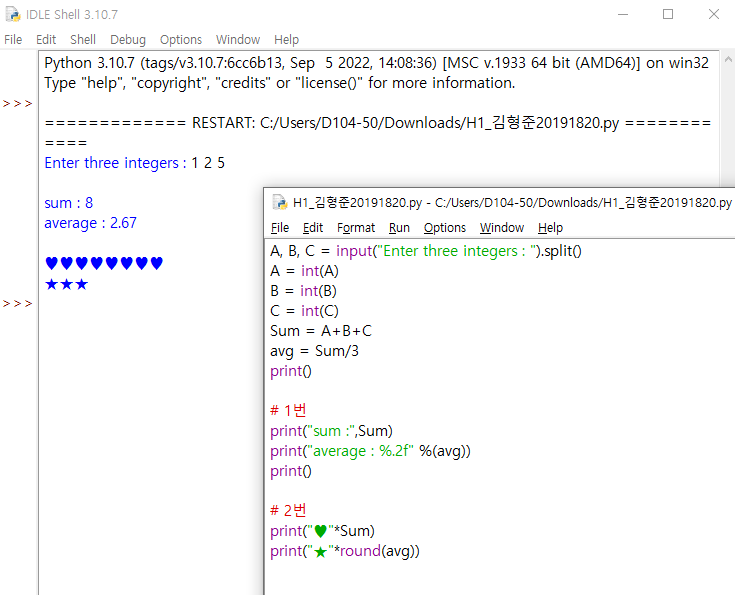 IDLE Shell 3.10.7
File Edit Shell Debug Options Window Help
Python 3.10.7 (tags/v3.10.7:6cc6b13, Sep  5 2022, 14:08:36) [MSC v.1933 64 bit (AMD64)] on win32
Type "help", "copyright", "credits" or "license()" for more information.
>>>
============= RESTART: C:/Users/D104-50/Downloads/H1_김형준20191820.py ========
====
Enter three integers : 1 2 5
sum : 8
average : 2.67
♥♥♥♥♥♥♥♥
★★★
>>>
H1_김형준20191820.py - C:/Users/D104-50/Downloads/H1_김형준20191820.py
File Edit Format Run Options Window Help
A, B, C = input("Enter three integers : ").split()
A = int(A)
B = int(B)
C = int(C)
Sum = A+B+C
avg = Sum/3
print()
# 1번
print("sum :",Sum)
print("average : %.2f" %(avg))
print()
# 2번
print("♥"*Sum)
print("★"*round(avg))